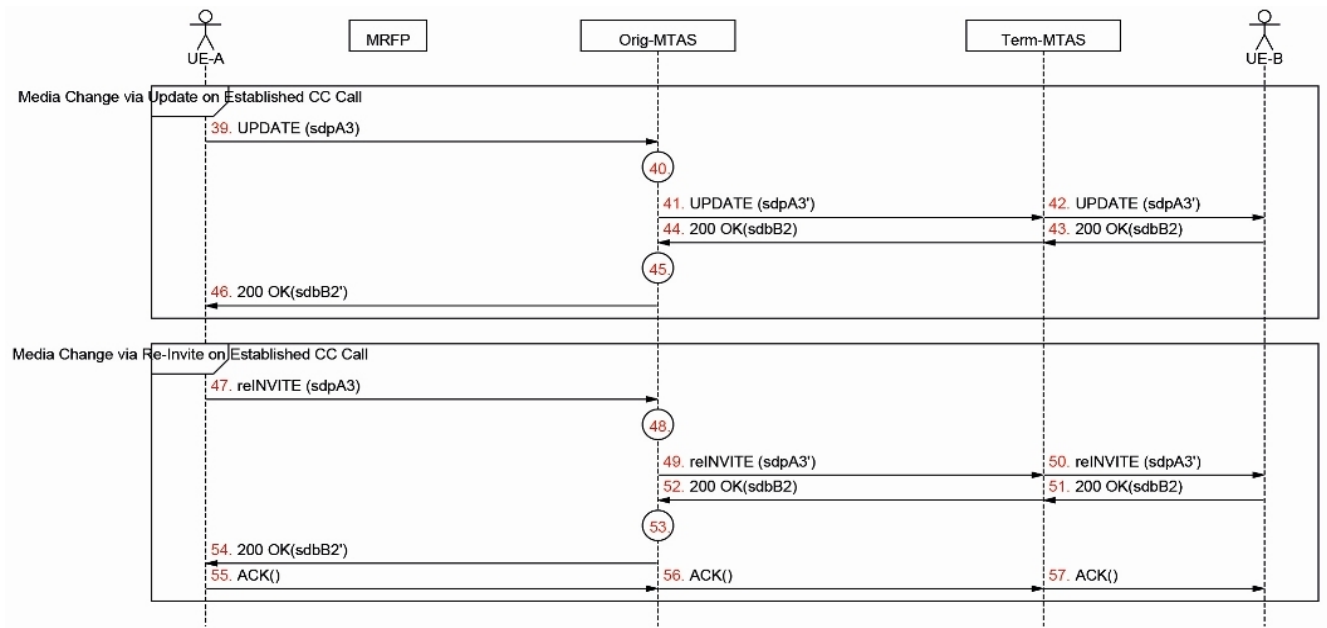 MRFP
Orig-MTAS
Term-MTAS
UE-A
UE-B
Media Change via Update on Established CC Call
39. UPDATE (sdpA3)
40.
41. UPDATE (sdpA3')
42. UPDATE (sdpA3')
44. 200 OK(sdbB2)
43. 200 OK(sdbB2)
45.
46. 200 OK(sdbB2')
Media Change via Re-Invite on Established CC Call
47. reINVITE (sdpA3)
48.
49. reINVITE (sdpA3')
50. reINVITE (sdpA3')
52. 200 OK(sdbB2)
51. 200 OK(sdbB2)
53.
54. 200 OK(sdbB2')
55. ACK()
56. ACK()
57. ACK()